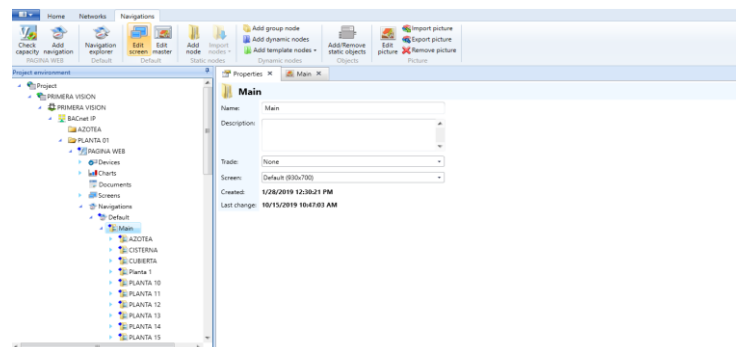 Home Networks Navigations
Check capacity
Add navigation
Navigation explorer
Edit screen
Edit master
Add node
Import nodes
Add group node
Add dynamic nodes
Add template nodes
Add/Remove static objects
Edit picture
Import picture
Export picture
Remove picture
PAGINA WEB Default Default Static nodes Dynamic nodes Objects Picture
Project environment
Properties Main
Project
PRIMERA VISION
PRIMERA VISION
BACnet IP
AZOTEA
PLANTA 01
PAGINA WEB
Devices
Charts
Documents
Screens
Navigations
Default
Main
AZOTEA
CISTERNA
CUBIERTA
Planta 1
PLANTA 10
PLANTA 11
PLANTA 12
PLANTA 13
PLANTA 14
PLANTA 15
Main
Name: Main
Description:
Trade: None
Screen: Default (930x700)
Created: 1/28/2019 12:30:21 PM
Last change: 10/15/2019 10:47:03 AM